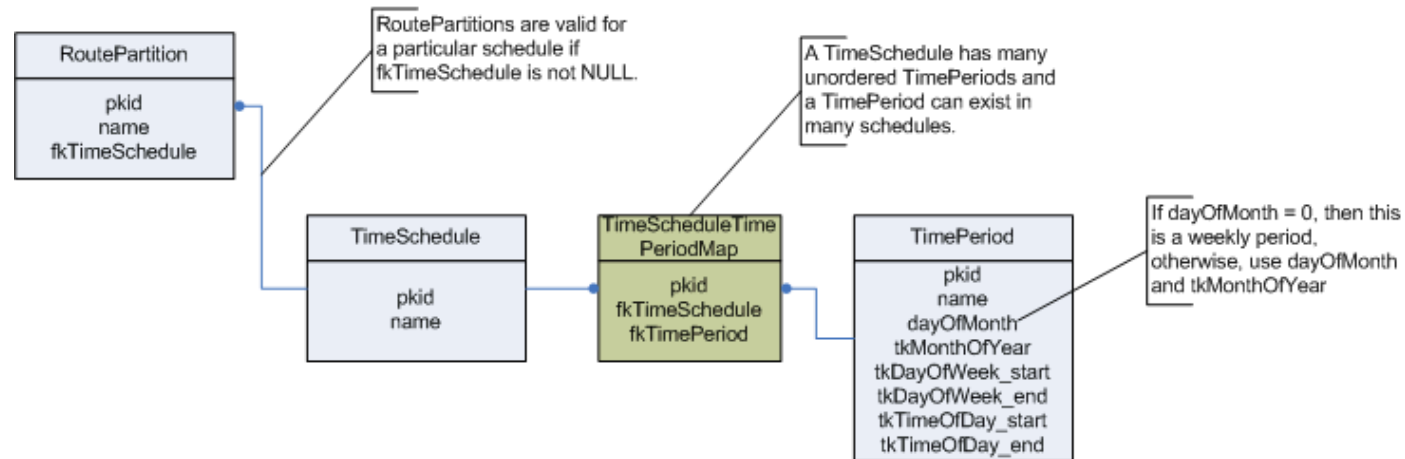 RoutePartition
pkid
name
fkTimeSchedule
RoutePartitions are valid for
a particular schedule if
fkTimeSchedule is not NULL.
A TimeSchedule has many
unordered TimePeriods and
a TimePeriod can exist in
many schedules.
TimeSchedule
pkid
name
TimeScheduleTime
PeriodMap
pkid
fkTimeSchedule
fkTimePeriod
TimePeriod
pkid
name
dayOfMonth
tkMonthOfYear
tkDayOfWeek_start
tkDayOfWeek_end
tkTimeOfDay_start
tkTimeOfDay_end
If dayOfMonth = 0, then this
is a weekly period,
otherwise, use dayOfMonth
and tkMonthOfYear